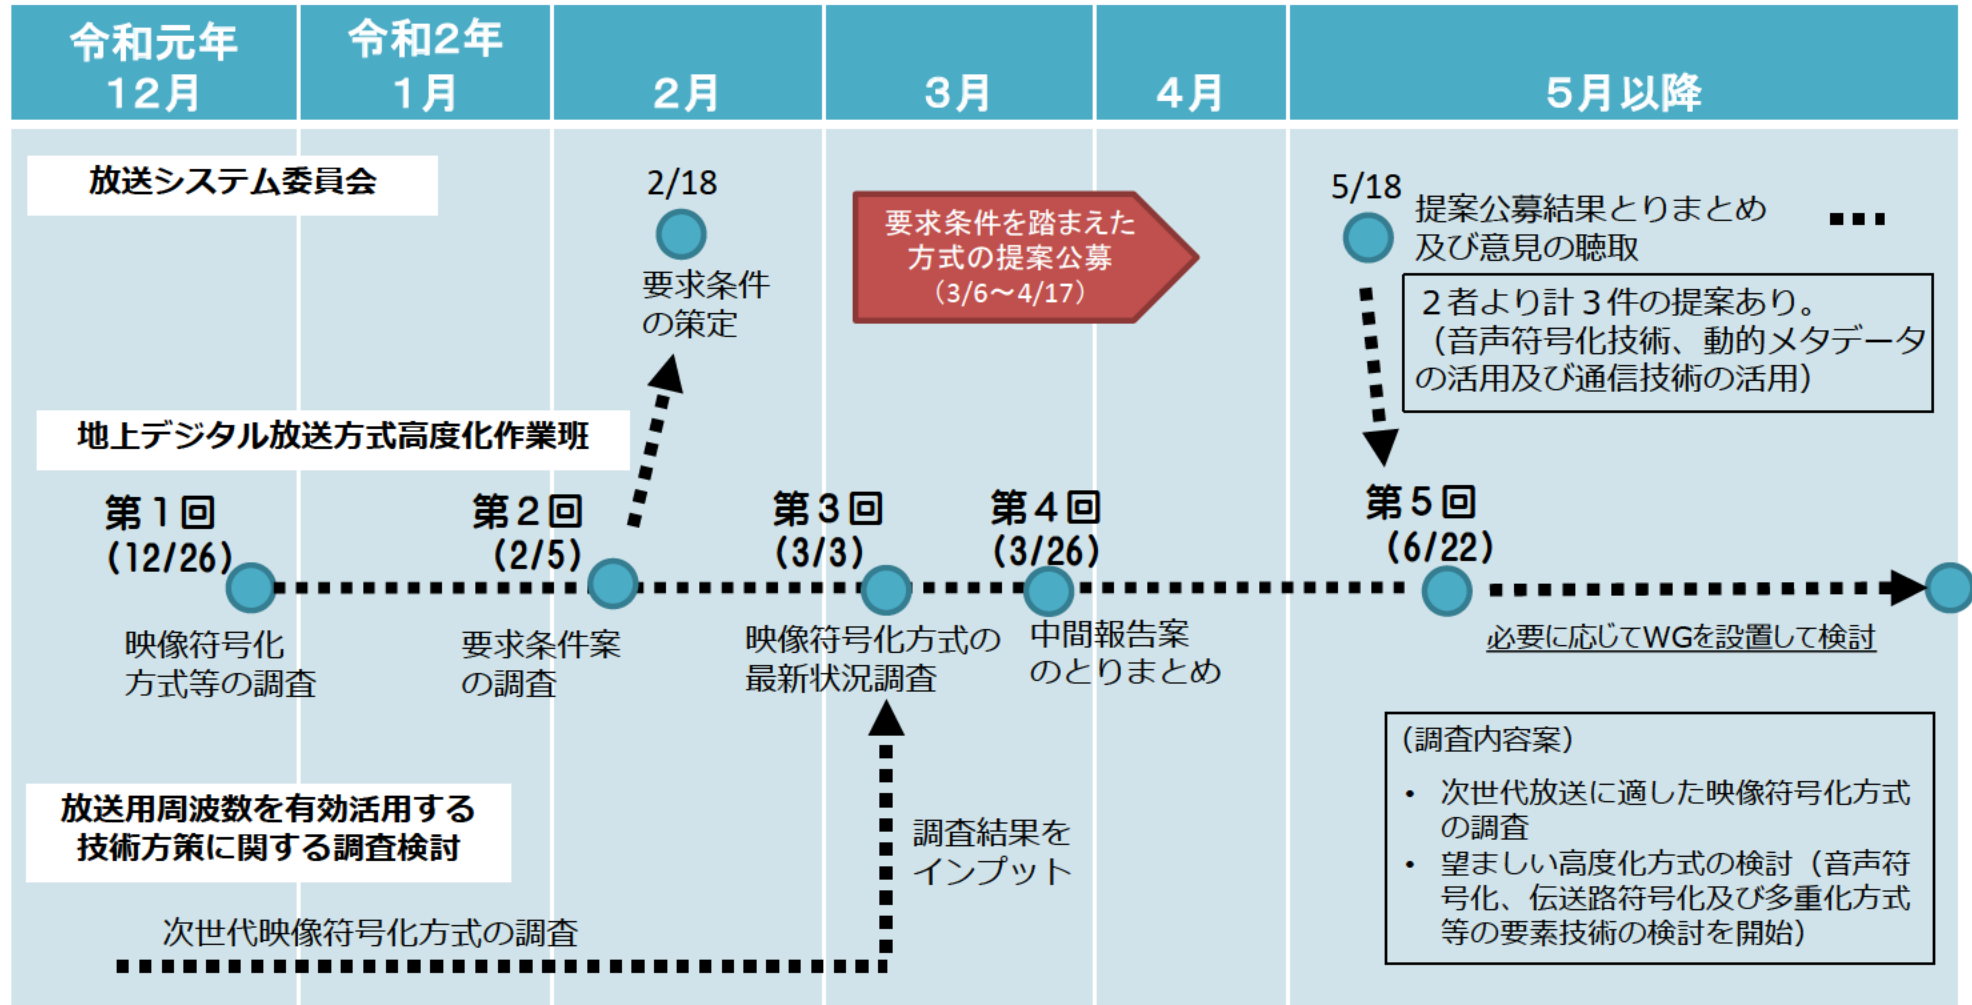 令和元年
12月
令和2年
1月
2月
3月
4月
5月以降
放送システム委員会
2/18
要求条件
の策定
要求条件を踏まえた
方式の提案公募
（3/6～4/17）
5/18
提案公募結果とりまとめ
及び意見の聴取
２者より計３件の提案あり。
（音声符号化技術、動的メタデータ
の活用及び通信技術の活用）
地上デジタル放送方式高度化作業班
第１回
(12/26)
映像符号化
方式等の調査
第２回
(2/5)
要求条件案
の調査
第３回
(3/3)
映像符号化方式の
最新状況調査
第４回
(3/26)
中間報告案
のとりまとめ
第５回
(6/22)
必要に応じてWGを設置して検討
放送用周波数を有効活用する
技術方策に関する調査検討
次世代映像符号化方式の調査
調査結果を
インプット
（調査内容案）
• 次世代放送に適した映像符号化方式
の調査
• 望ましい高度化方式の検討（音声符
号化、伝送路符号化及び多重化方式
等の要素技術の検討を開始）